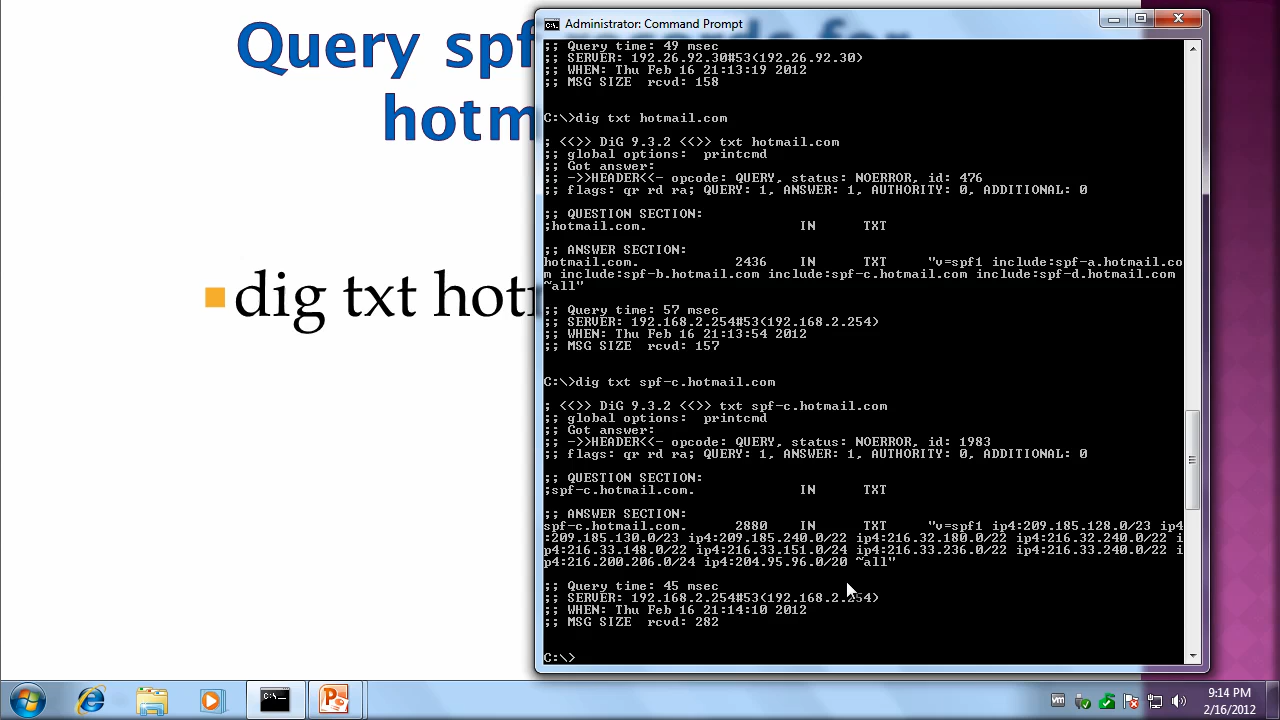 Query spf records for
hotm
dig txt hot
Administrator: Command Prompt
;; Query time: 49 msec
;; SERVER: 192.26.92.30#53(192.26.92.30)
;; WHEN: Thu Feb 16 21:13:19 2012
;; MSG SIZE  rcvd: 158
C:\>dig txt hotmail.com
; <<>> DiG 9.3.2 <<>> txt hotmail.com
;; global options:  printcmd
;; Got answer:
;; ->>HEADER<<- opcode: QUERY, status: NOERROR, id: 476
;; flags: qr rd ra; QUERY: 1, ANSWER: 1, AUTHORITY: 0, ADDITIONAL: 0
;; QUESTION SECTION:
;hotmail.com.                   IN      TXT
;; ANSWER SECTION:
hotmail.com.            2436    IN      TXT     "v=spf1 include:spf-a.hotmail.co
m include:spf-b.hotmail.com include:spf-c.hotmail.com include:spf-d.hotmail.com
~all"
;; Query time: 57 msec
;; SERVER: 192.168.2.254#53(192.168.2.254)
;; WHEN: Thu Feb 16 21:13:54 2012
;; MSG SIZE  rcvd: 157
C:\>dig txt spf-c.hotmail.com
; <<>> DiG 9.3.2 <<>> txt spf-c.hotmail.com
;; global options:  printcmd
;; Got answer:
;; ->>HEADER<<- opcode: QUERY, status: NOERROR, id: 1983
;; flags: qr rd ra; QUERY: 1, ANSWER: 1, AUTHORITY: 0, ADDITIONAL: 0
;; QUESTION SECTION:
;spf-c.hotmail.com.             IN      TXT
;; ANSWER SECTION:
spf-c.hotmail.com.      2880    IN      TXT     "v=spf1 ip4:209.185.128.0/23 ip4
:209.185.130.0/23 ip4:209.185.240.0/22 ip4:216.32.180.0/22 ip4:216.32.240.0/22 i
p4:216.33.148.0/22 ip4:216.33.151.0/24 ip4:216.33.236.0/22 ip4:216.33.240.0/22 i
p4:216.200.206.0/24 ip4:204.95.96.0/20 ~all"
;; Query time: 45 msec
;; SERVER: 192.168.2.254#53(192.168.2.254)
;; WHEN: Thu Feb 16 21:14:10 2012
;; MSG SIZE  rcvd: 282
C:\>
9:14 PM
2/16/2012